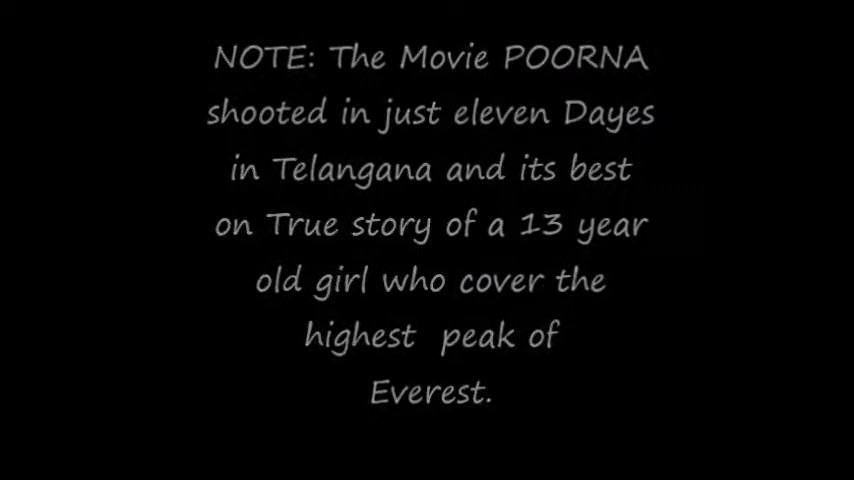 NOTE: The Movie POORNA
shooted in just eleven Dayes
in Telangana and its best
on True story of a 13 year
old girl who cover the
highest peak of
Everest.